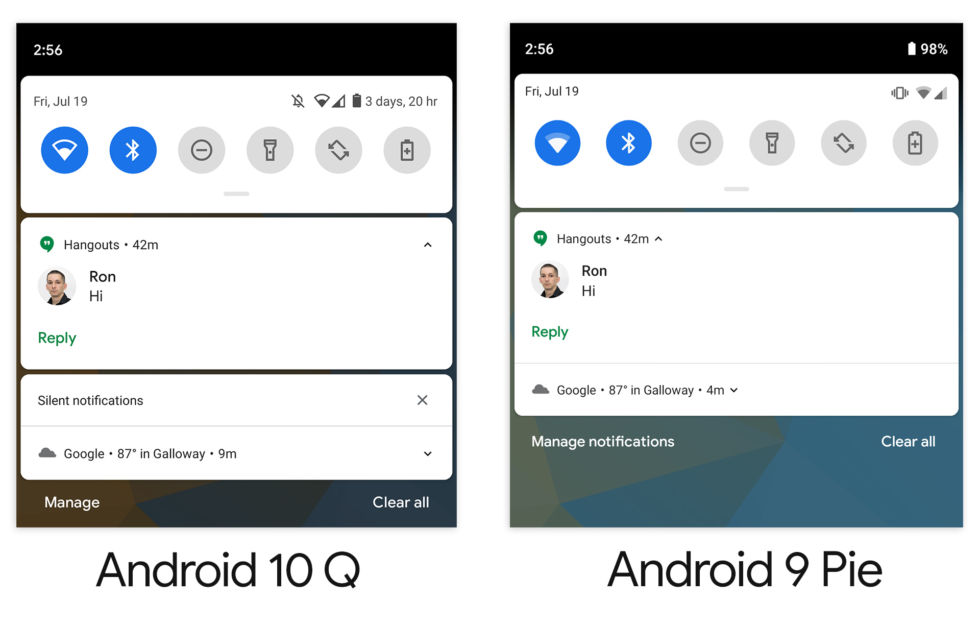 2:56
Fri, Jul 19
3 days, 20 hr
Hangouts • 42m
Ron
Hi
Reply
Silent notifications
Google • 87° in Galloway • 9m
Manage
Clear all
Android 10 Q
2:56
98%
Fri, Jul 19
Hangouts • 42m
Ron
Hi
Reply
Google • 87° in Galloway • 4m
Manage notifications
Clear all
Android 9 Pie